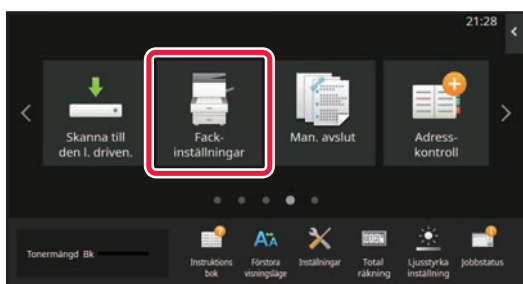 21:28
Skanna till
den l. driven.
Fack-
inställningar
Man. avslut
Adress-
kontroll
Tonermängd Bk
Instruktions
bok
Förstora
visningsläge
Inställningar
Total
räkning
Ljusstyrka
inställning
Jobbstatus